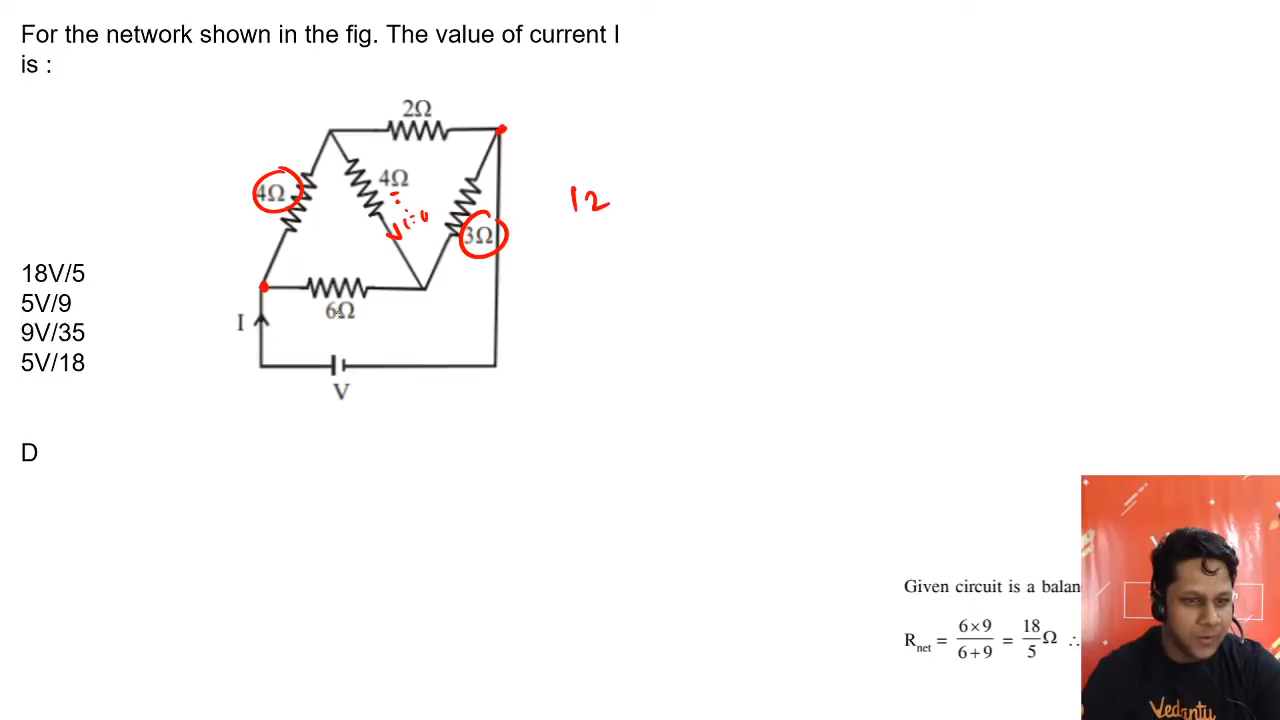 For the network shown in the fig. The value of current I
is :
2Ω
4Ω
4Ω
i=0
12
3Ω
18V/5
5V/9
9V/35
5V/18
6Ω
I
V
D
Given circuit is a balan
R_net = 6×9/6+9 = 18/5 Ω ∴
Vedantu